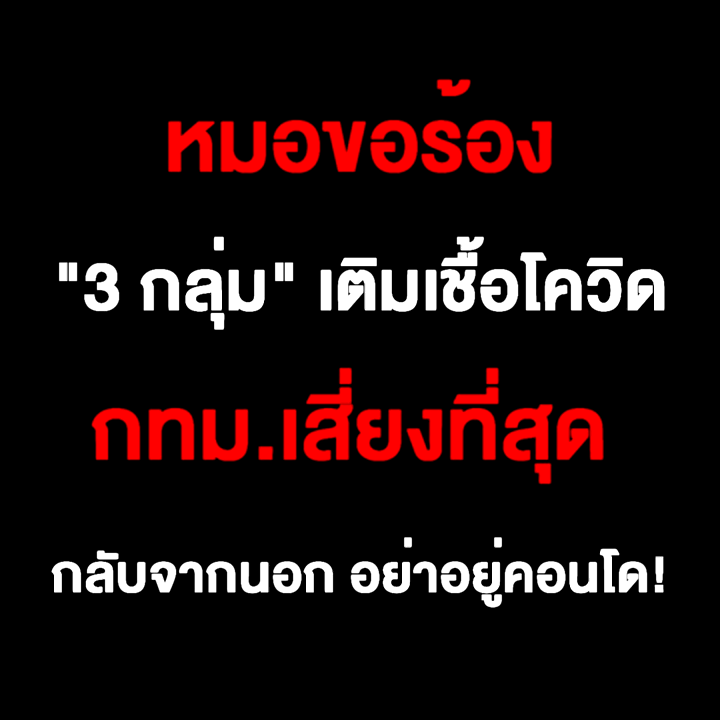 หมอขอร้อง
"3 กลุ่ม" เติมเชื้อโควิด
กทม.เสี่ยงที่สุด
กลับจากนอก อย่าอยู่คอนโด!